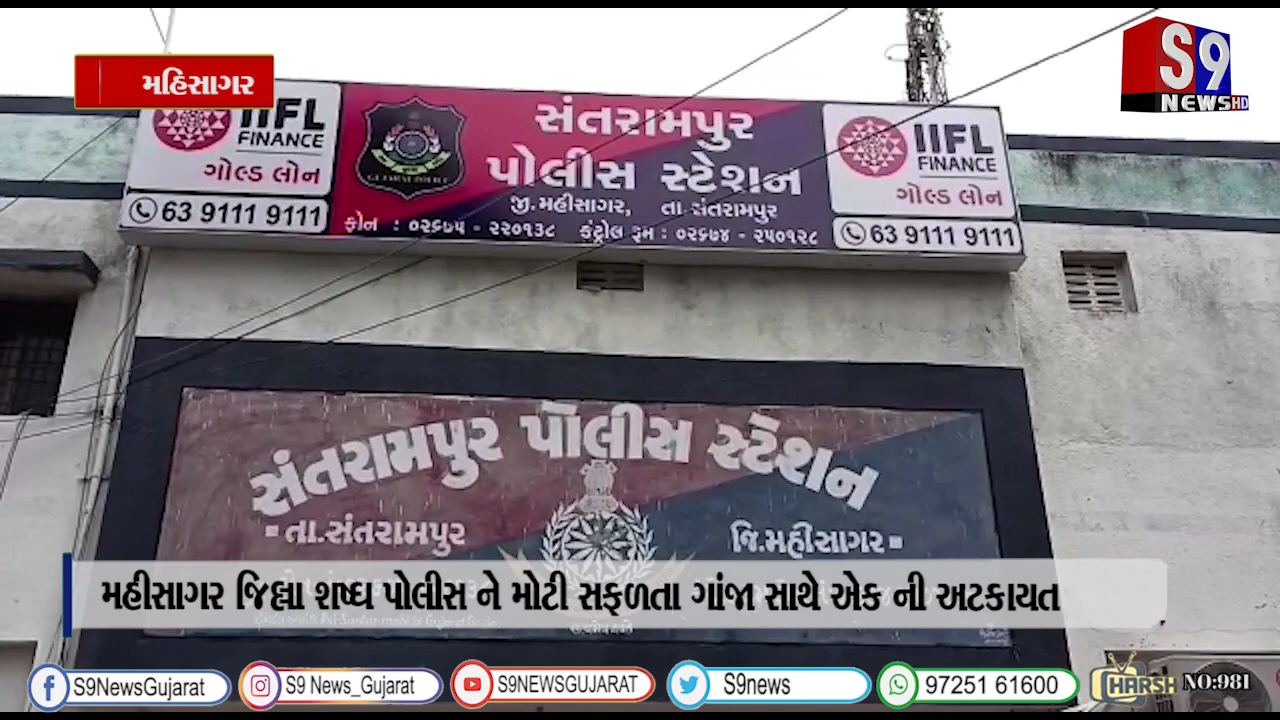 મહિસાગર
S9
NEWS HD
IIFL
FINANCE
ગોલ્ડ લોન
63 9111 9111
GUJARAT POLICE
સંતરામપુર
પોલીસ સ્ટેશન
જી.મહીસાગર, તા.સંતરામપુર
ફોન : ૦૨૬૭૫ - ૨૨૦૧૩૮ કંટ્રોલ રૂમ : ૦૨૬૭૪ - ૨૫૦૧૨૮
IIFL
FINANCE
ગોલ્ડ લોન
63 9111 9111
સંતરામપુર પોલીસ સ્ટેશન
તા.સંતરામપુર જિ.મહીસાગર
મહીસાગર જિલ્લા શષ્ઘ પોલીસ ને મોટી સફળતા ગાંજા સાથે એક ની અટકાયત
S9NewsGujarat
S9 News_Gujarat
S9NEWSGUJARAT
S9news
97251 61600
HARSH NO:981